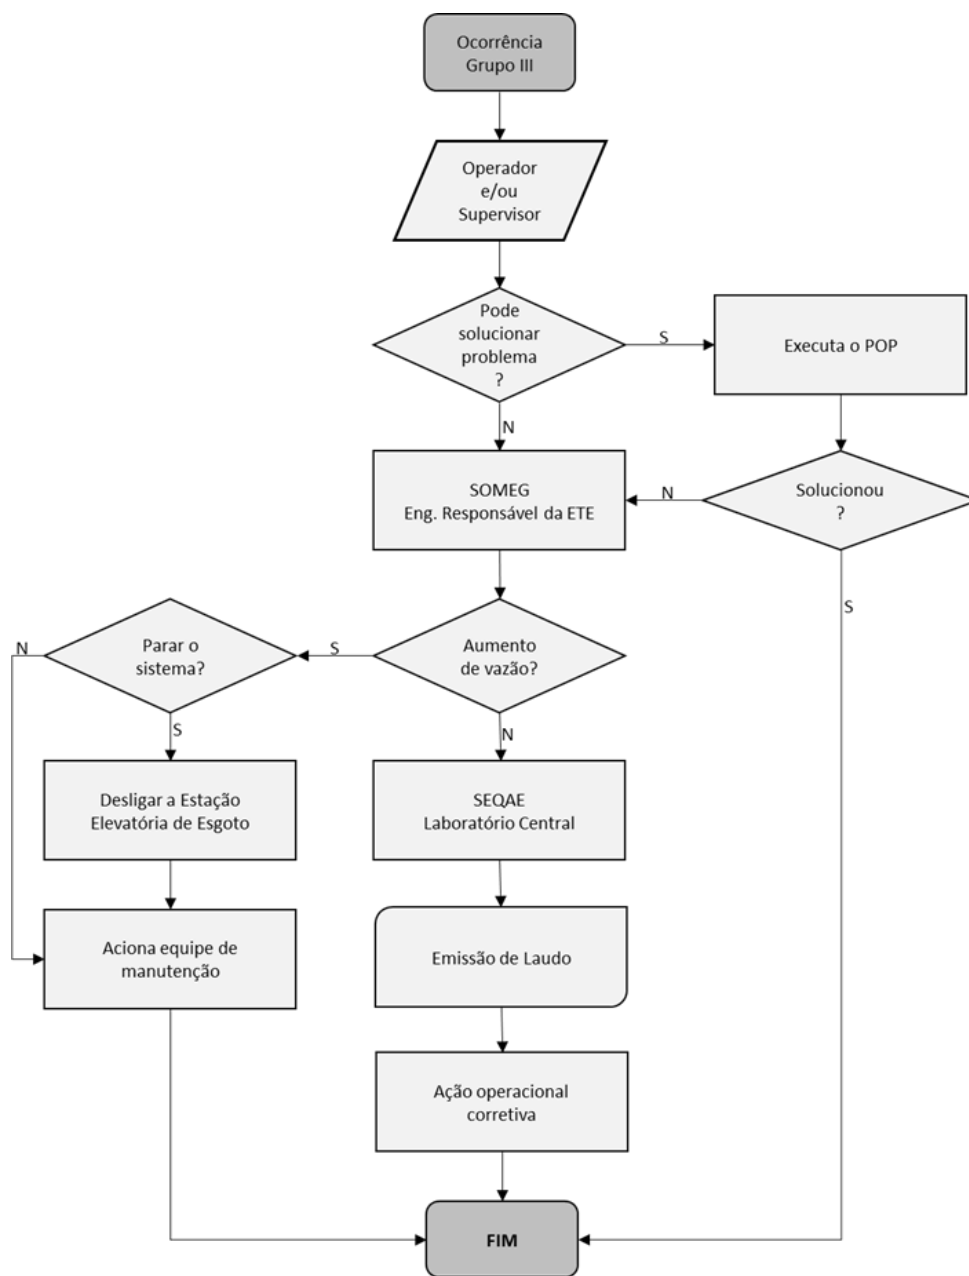 Ocorrência
Grupo III
Operador
e/ou
Supervisor
Pode
solucionar
problema
?
S
Executa o POP
N
SOMEG
Eng. Responsável da ETE
N
Solucionou
?
S
N
Parar o
sistema?
S
Aumento
de vazão?
S
N
Desligar a Estação
Elevatória de Esgoto
SEQAE
Laboratório Central
Aciona equipe de
manutenção
Emissão de Laudo
Ação operacional
corretiva
FIM